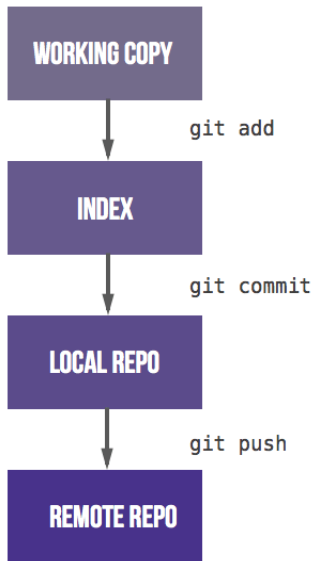 WORKING COPY
git add
INDEX
git commit
LOCAL REPO
git push
REMOTE REPO